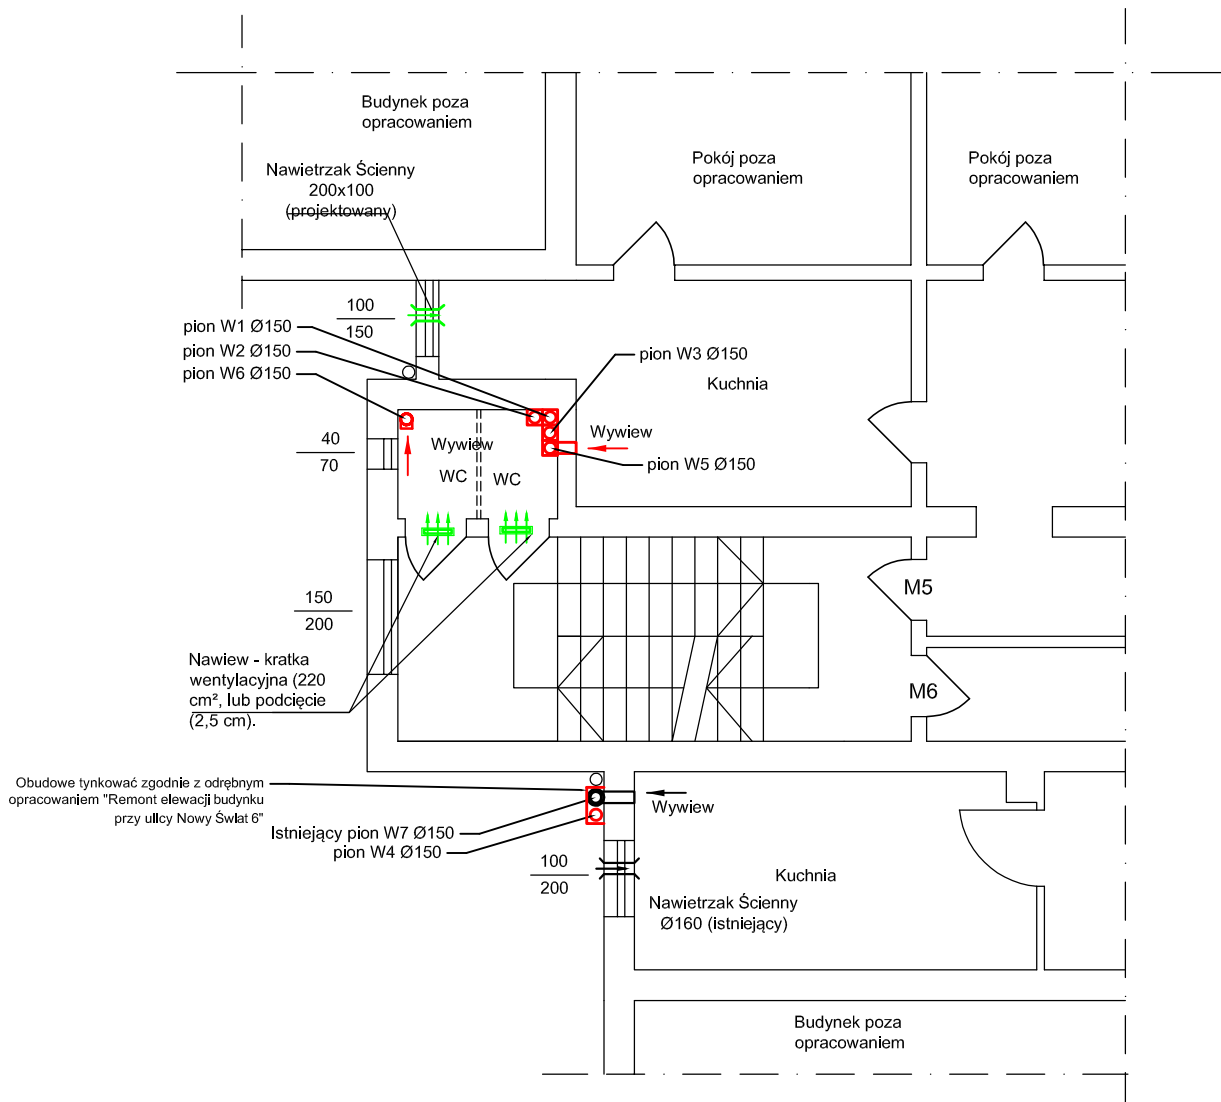 Budynek poza
opracowaniem
Nawietrzak Ścienny
200x100
(projektowany)
Pokój poza
opracowaniem
Pokój poza
opracowaniem
100
150
pion W1 Ø150
pion W2 Ø150
pion W6 Ø150
pion W3 Ø150
Kuchnia
Wywiew
pion W5 Ø150
40
70
Wywiew
WC
WC
M5
150
200
Nawiew - kratka
wentylacyjna (220
cm², lub podcięcie
(2,5 cm).
M6
Obudowe tynkować zgodnie z odrębnym
opracowaniem "Remont elewacji budynku
przy ulicy Nowy Świat 6"
Wywiew
Istniejący pion W7 Ø150
pion W4 Ø150
100
200
Kuchnia
Nawietrzak Ścienny
Ø160 (istniejący)
Budynek poza
opracowaniem